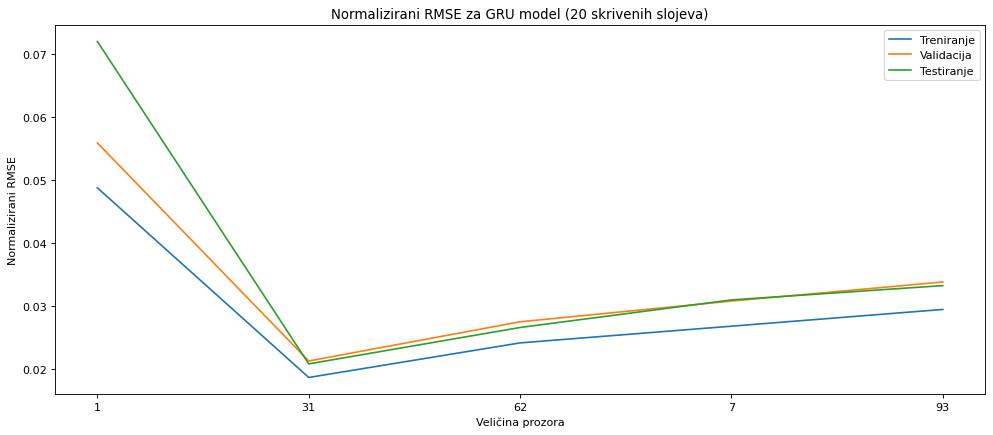 Normalizirani RMSE za GRU model (20 skrivenih slojeva)
Treniranje
Validacija
Testiranje
0.07
0.06
0.05
0.04
0.03
0.02
Normalizirani RMSE
1 31 62 7 93
Veličina prozora